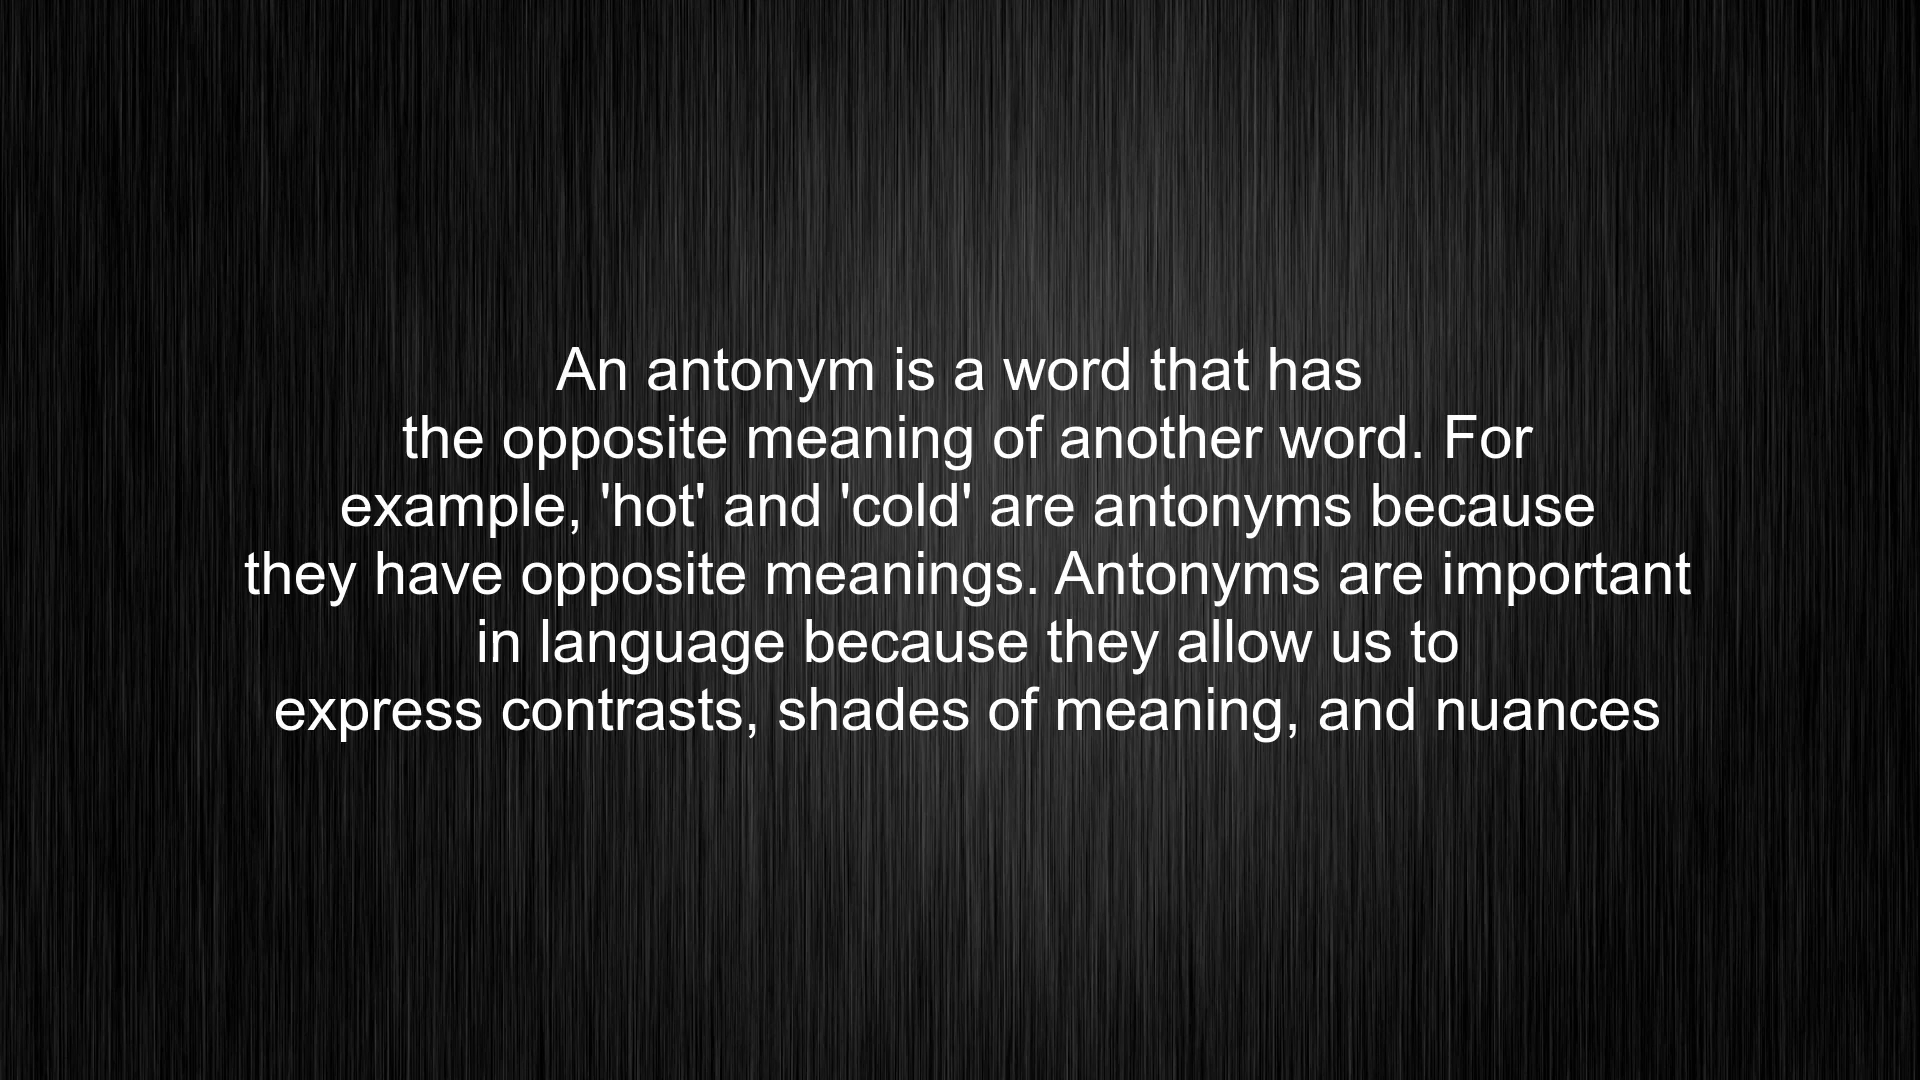 An antonym is a word that has
the opposite meaning of another word. For
example, 'hot' and 'cold' are antonyms because
they have opposite meanings. Antonyms are important
in language because they allow us to
express contrasts, shades of meaning, and nuances